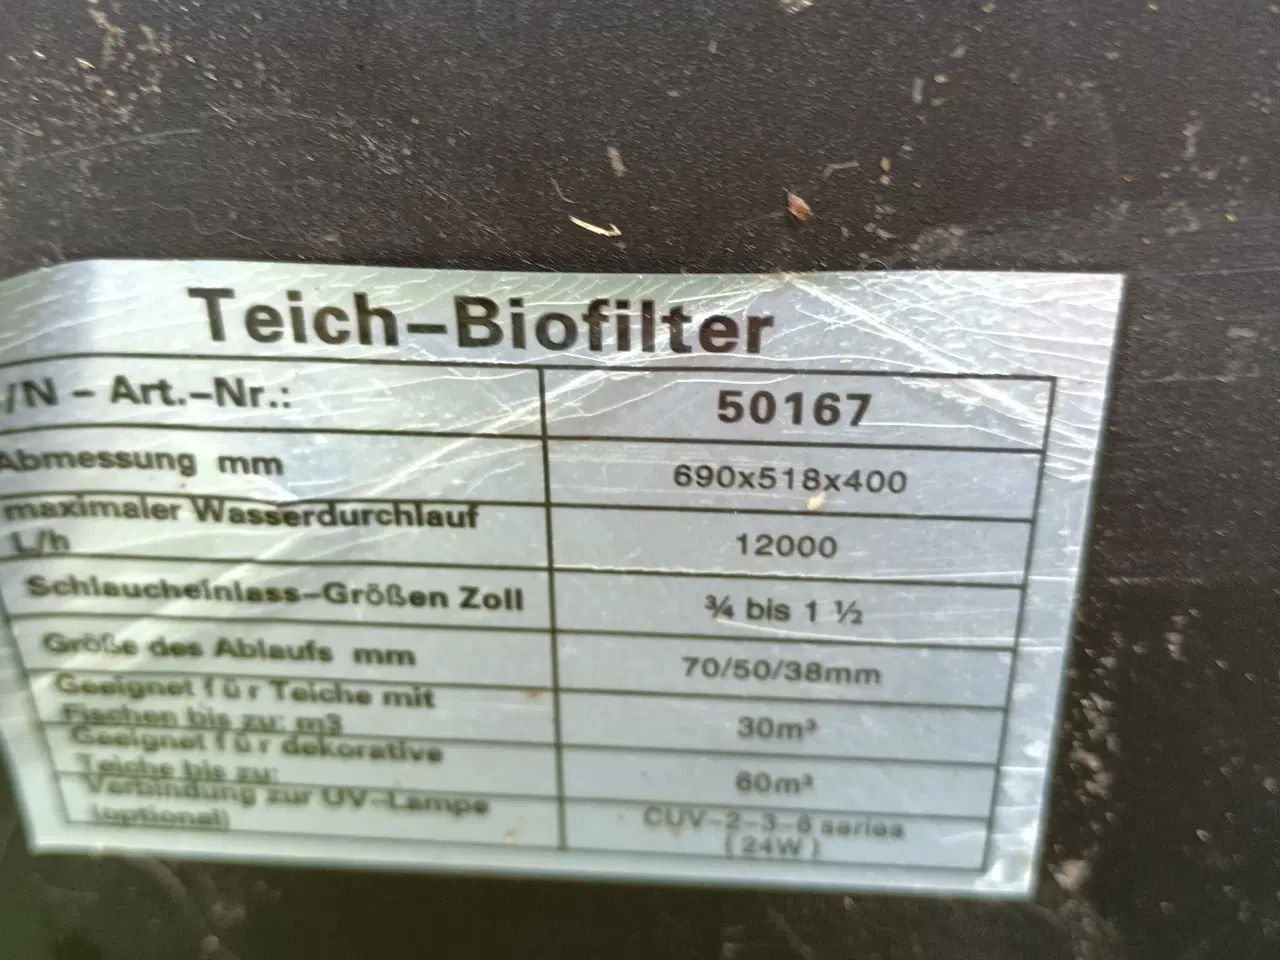 Teich-Biofilter
/N - Art.-Nr.: 50167
Abmessung mm 690x518x400
maximaler Wasserdurchlauf
L/h 12000
Schlaucheinlass-Größen Zoll ¾ bis 1 ½
Größe des Ablaufs mm 70/50/38mm
Geeignet für Teiche mit
Fischen bis zu: m3 30m³
Geeignet für dekorative
Teiche bis zu: 60m³
Verbindung zur UV-Lampe
(optional) CUV-2-3-6 series
(24W)